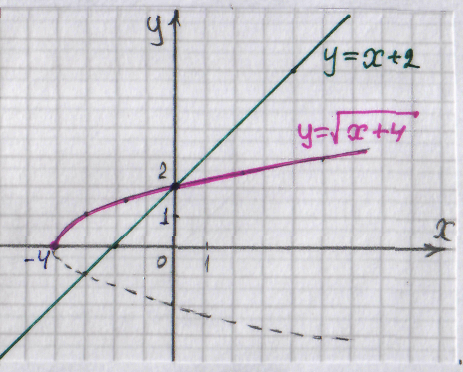 y
y = x + 2
y = √x + 4
2
1
x
-4
0
1